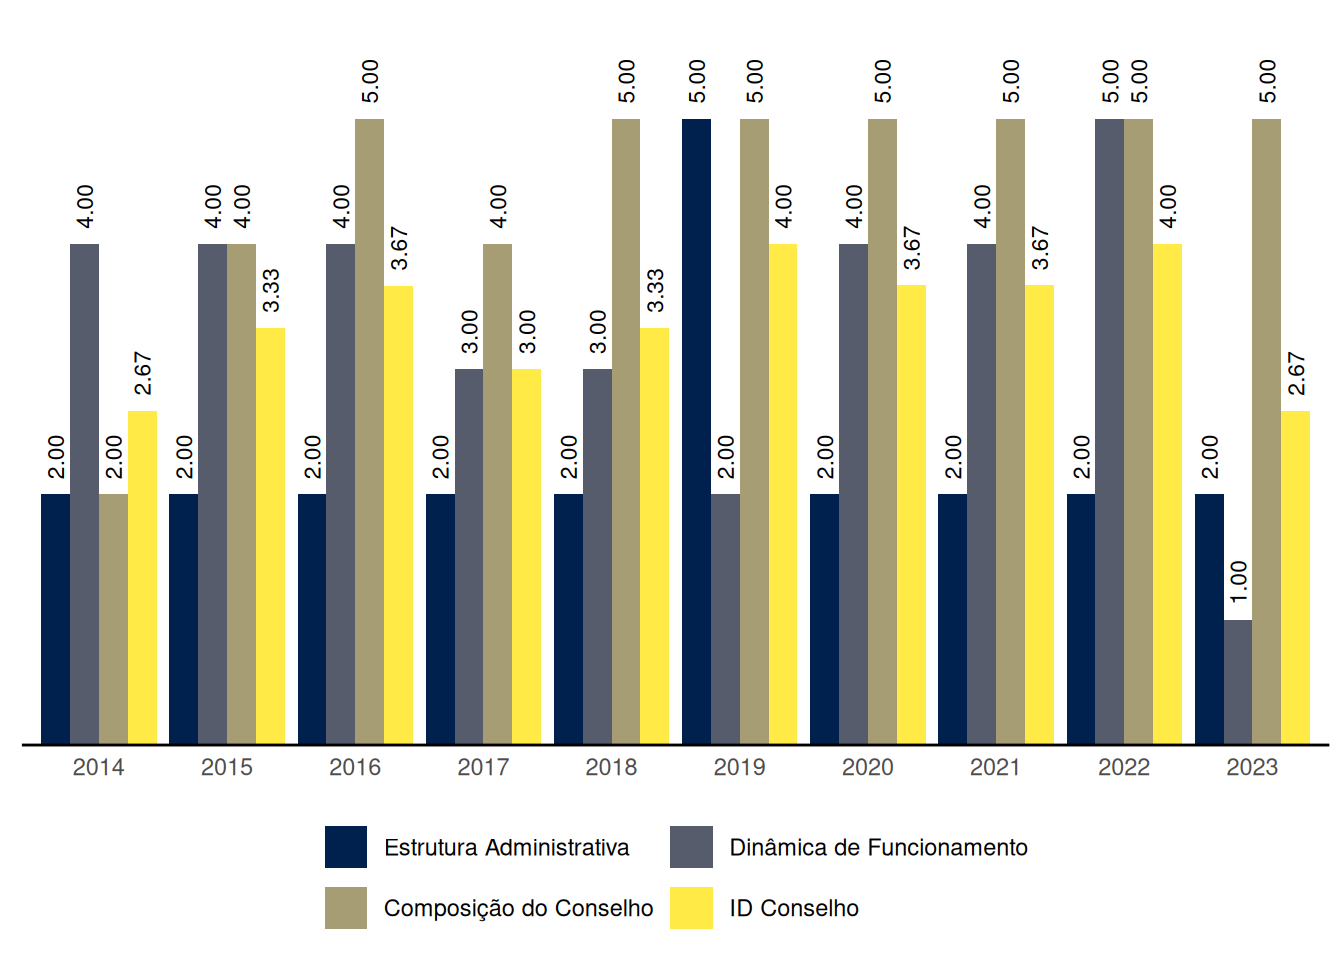 5.00 5.00 5.00 5.00 5.00 5.00 5.00 5.00 5.00
4.00 4.00 4.00 4.00 4.00 4.00 4.00 4.00 4.00
3.67 3.67 3.67
3.33 3.33
3.00 3.00 3.00
2.67 2.67
2.00 2.00 2.00 2.00 2.00 2.00 2.00 2.00 2.00 2.00 2.00
1.00
2014 2015 2016 2017 2018 2019 2020 2021 2022 2023
Estrutura Administrativa Dinâmica de Funcionamento
Composição do Conselho ID Conselho